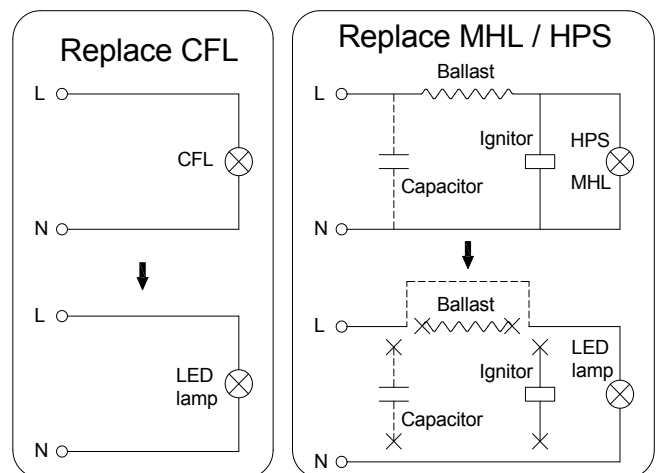 Replace CFL
L
CFL
N
L
LED
lamp
N
Replace MHL / HPS
Ballast
L
Ignitor
HPS
Capacitor
MHL
N
Ballast
L
Ignitor
LED
lamp
Capacitor
N